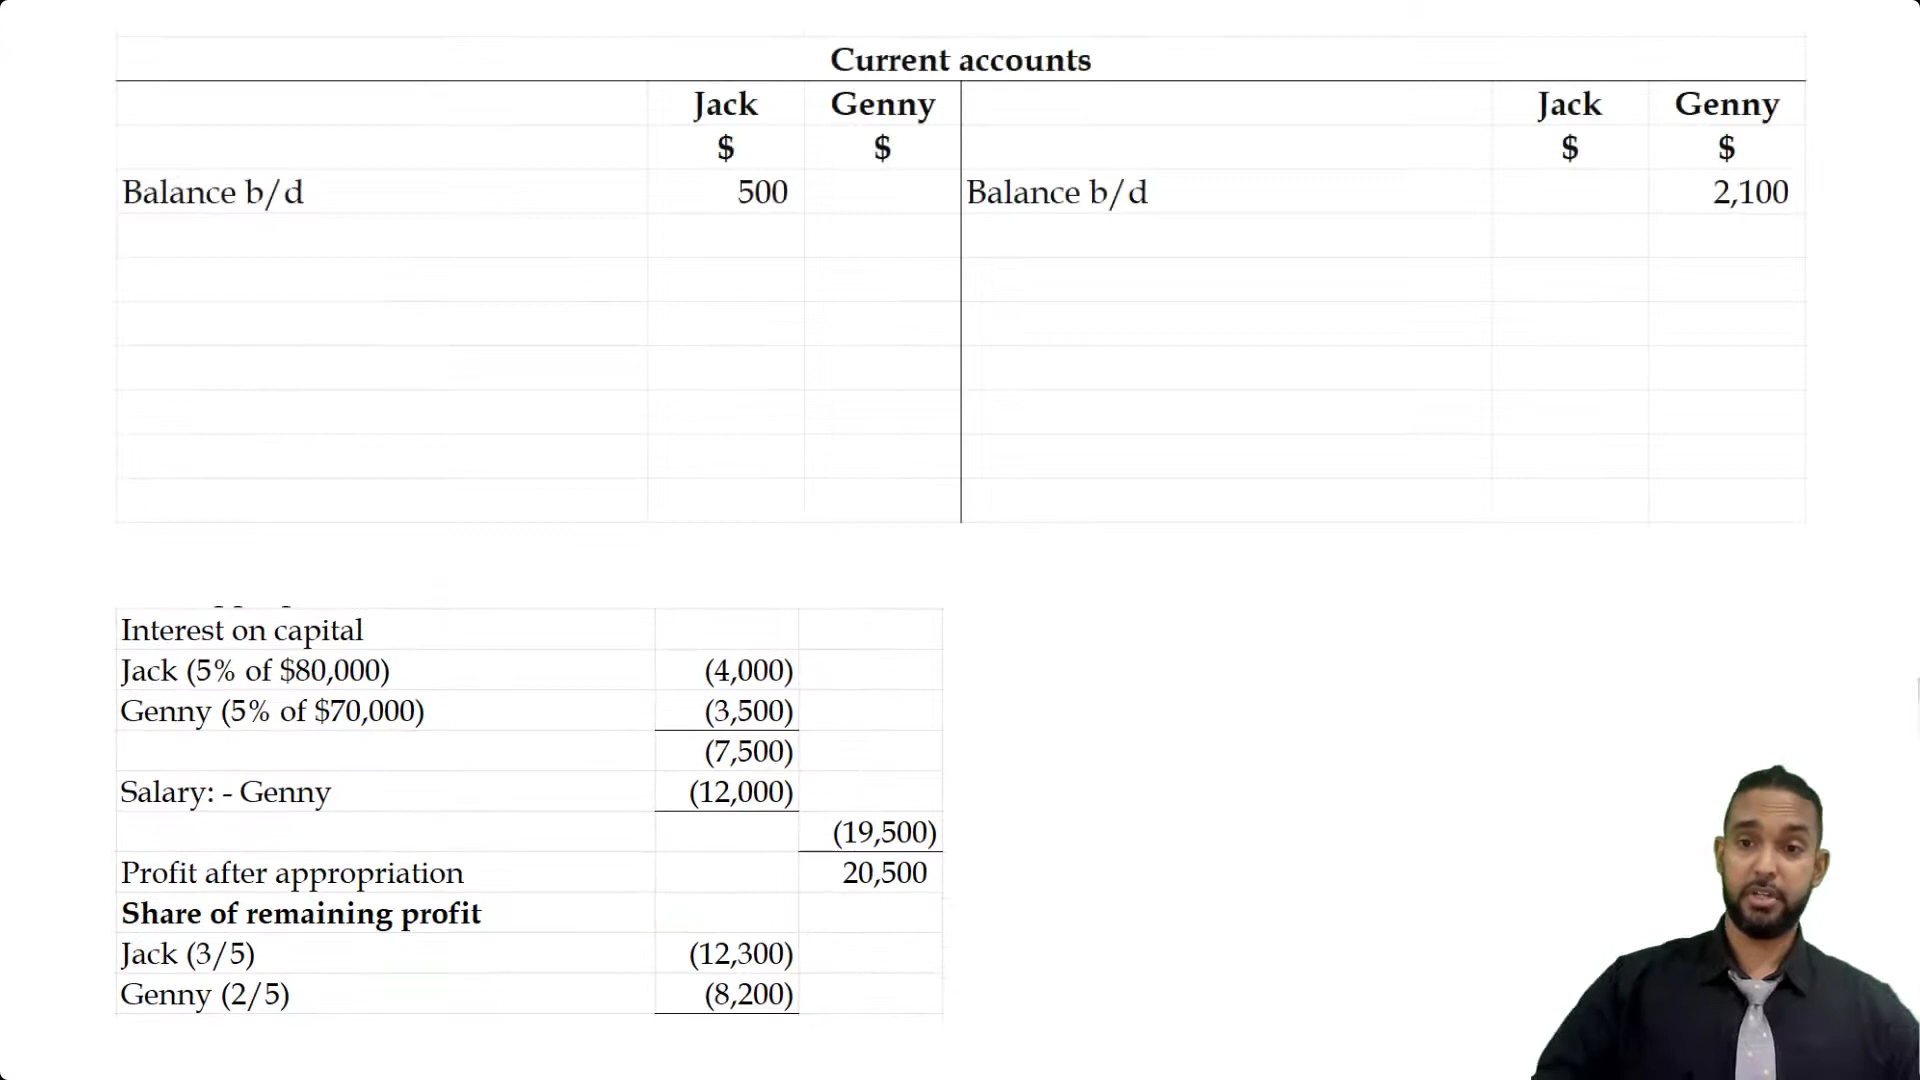 Current accounts
Jack Genny Jack Genny
$ $ $ $
Balance b/d 500 Balance b/d 2,100
Interest on capital
Jack (5% of $80,000) (4,000)
Genny (5% of $70,000) (3,500)
(7,500)
Salary: - Genny (12,000)
(19,500)
Profit after appropriation 20,500
Share of remaining profit
Jack (3/5) (12,300)
Genny (2/5) (8,200)